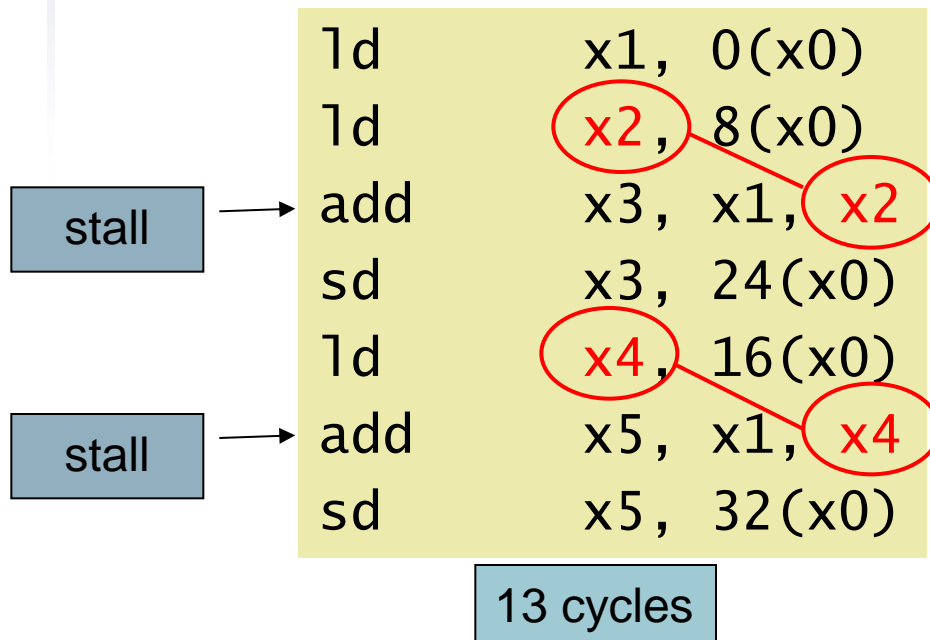 ld x1, 0(x0)
ld x2, 8(x0)
stall
add x3, x1, x2
sd x3, 24(x0)
ld x4, 16(x0)
stall
add x5, x1, x4
sd x5, 32(x0)
13 cycles